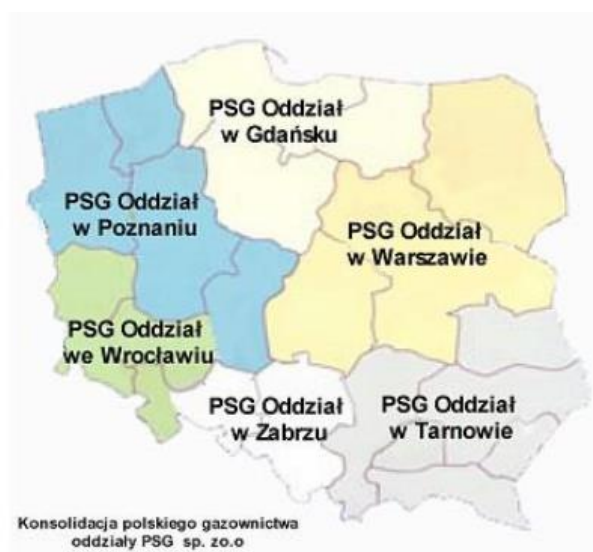 PSG Oddział
w Gdańsku
PSG Oddział
w Poznaniu
PSG Oddział
w Warszawie
PSG Oddział
we Wrocławiu
PSG Oddział
w Zabrzu
PSG Oddział
w Tarnowie
Konsolidacja polskiego gazownictwa
oddziały PSG sp. zo.o